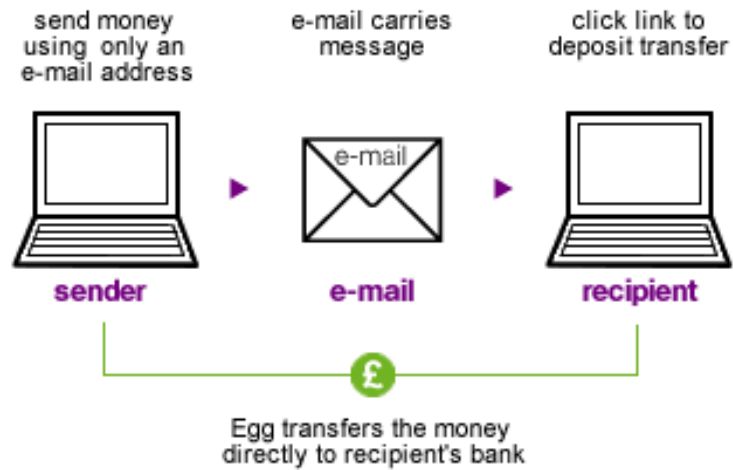 send money
using only an
e-mail address
e-mail carries
message
click link to
deposit transfer
e-mail
sender
e-mail
recipient
£
Egg transfers the money
directly to recipient's bank